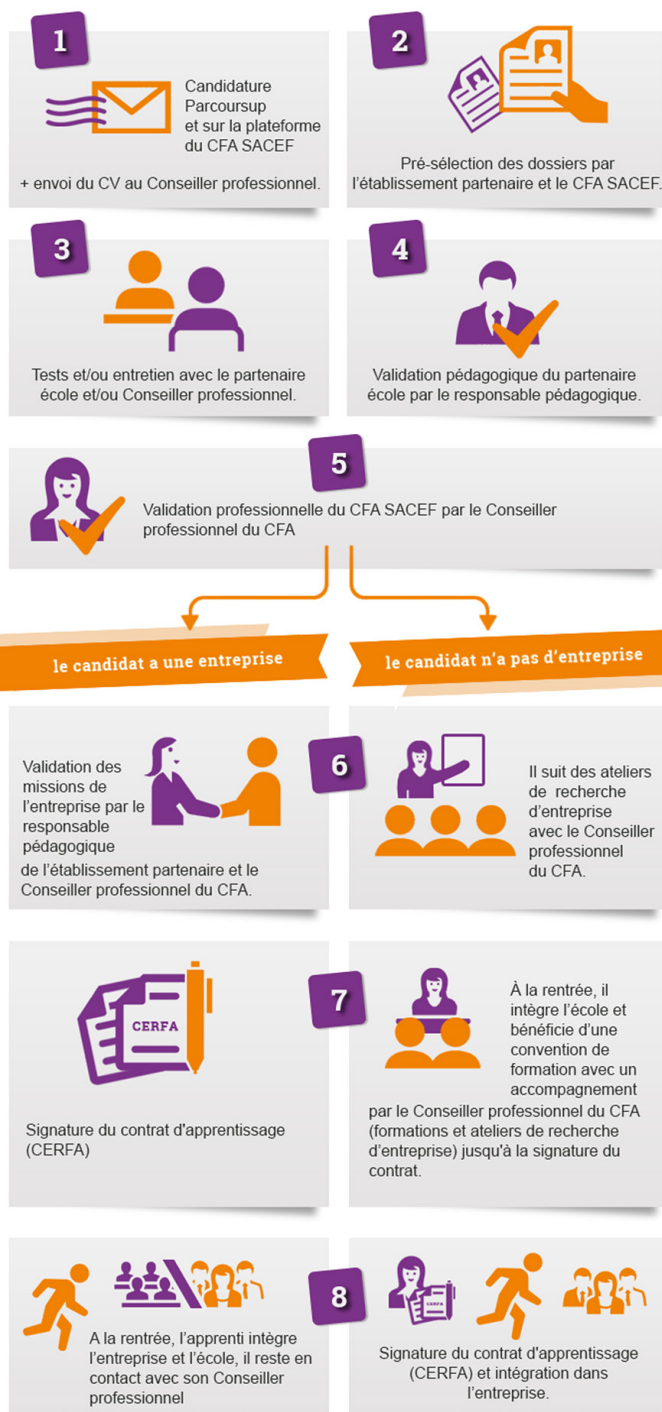 1
Candidature
Parcoursup
et sur la plateforme
du CFA SACEF
+ envoi du CV au Conseiller professionnel.
2
Pré-sélection des dossiers par
l'établissement partenaire et le CFA SACEF.
3
Tests et/ou entretien avec le partenaire
école et/ou Conseiller professionnel.
4
Validation pédagogique du partenaire
école par le responsable pédagogique.
5
Validation professionnelle du CFA SACEF par le Conseiller
professionnel du CFA
le candidat a une entreprise
le candidat n'a pas d'entreprise
6
Validation des
missions de
l'entreprise par le
responsable
pédagogique
de l'établissement partenaire et le
Conseiller professionnel du CFA.
Il suit des ateliers
de recherche
d'entreprise
avec le Conseiller
professionnel
du CFA.
7
CERFA
Signature du contrat d'apprentissage
(CERFA)
À la rentrée, il
intègre l'école et
bénéficie d'une
convention de
formation avec un
accompagnement
par le Conseiller professionnel du CFA
(formations et ateliers de recherche
d'entreprise) jusqu'à la signature du
contrat.
8
A la rentrée, l'apprenti intègre
l'entreprise et l'école, il reste en
contact avec son Conseiller
professionnel
CERFA
Signature du contrat d'apprentissage
(CERFA) et intégration dans
l'entreprise.